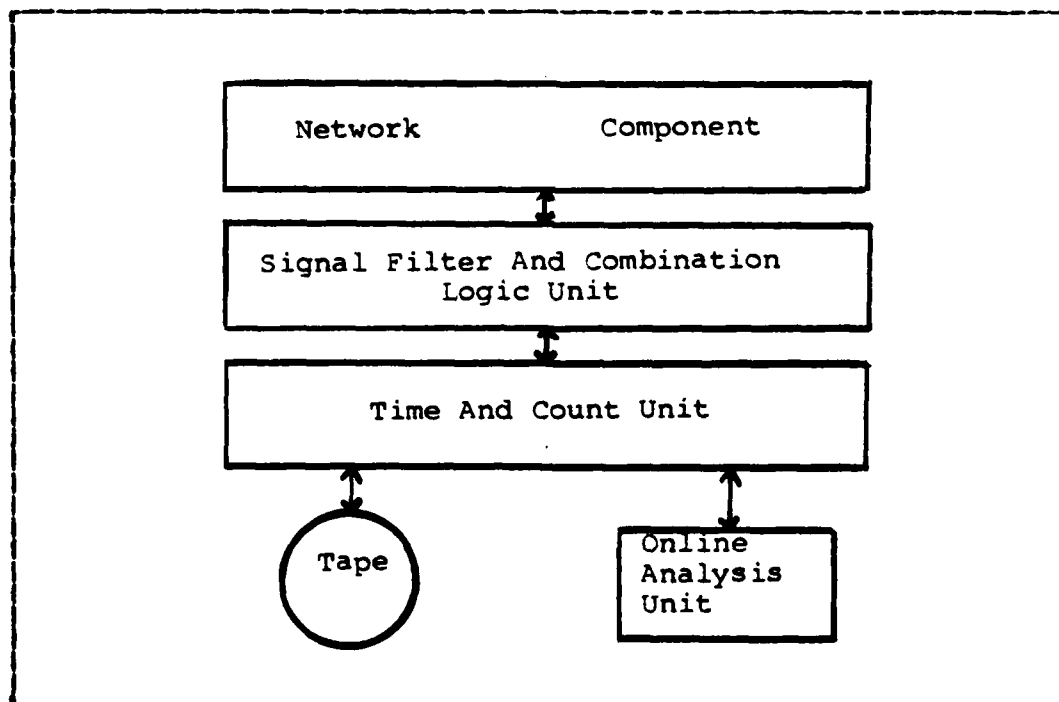 Network Component
Signal Filter And Combination
Logic Unit
Time And Count Unit
Tape
Online
Analysis
Unit